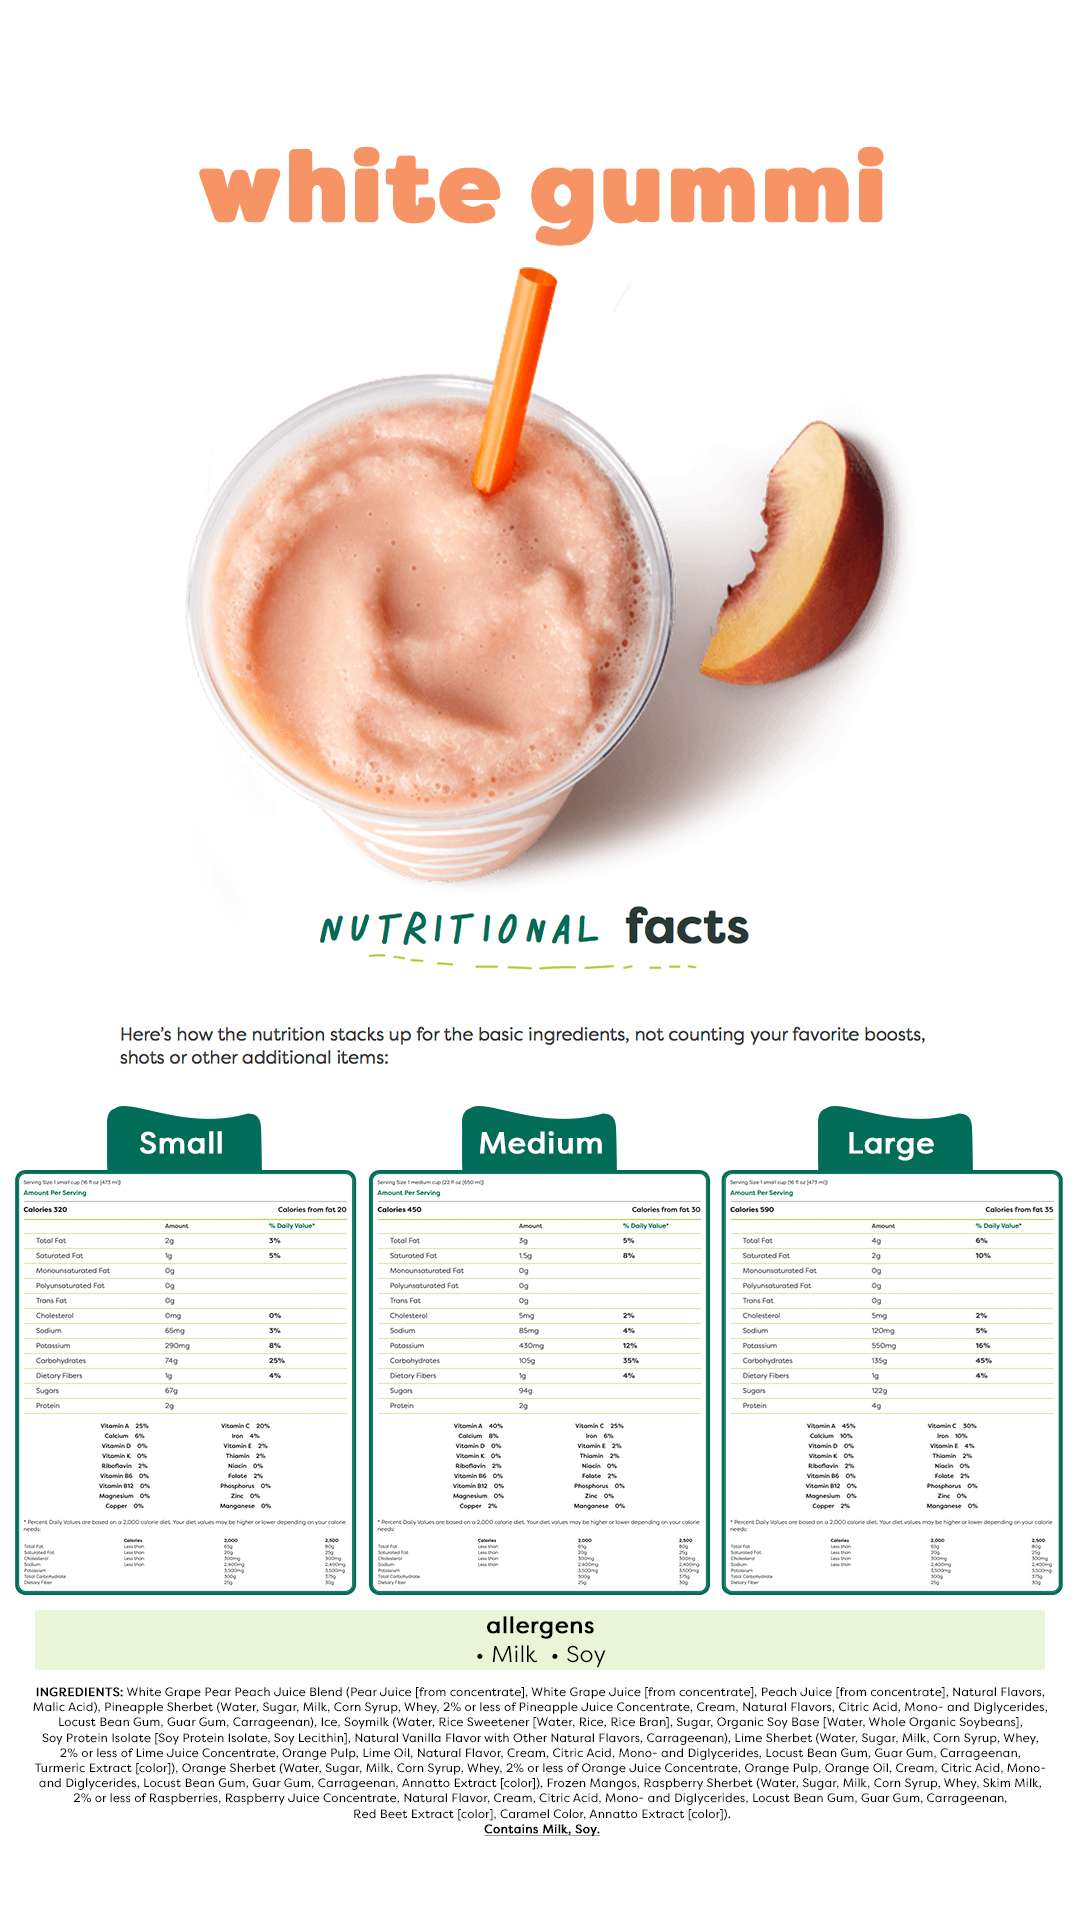 white gummi
NUTRITIONAL facts
Here's how the nutrition stacks up for the basic ingredients, not counting your favorite boosts,
shots or other additional items:
Small
Serving Size 1 small cup (16 fl oz [473 ml])
Amount Per Serving
Calories 320 Calories from fat 20
Amount % Daily Value*
Total Fat 2g 3%
Saturated Fat 1g 5%
Monounsaturated Fat 0g
Polyunsaturated Fat 0g
Trans Fat 0g
Cholesterol 0mg 0%
Sodium 65mg 3%
Potassium 290mg 8%
Carbohydrates 74g 25%
Dietary Fibers 1g 4%
Sugars 67g
Protein 2g
Vitamin A 25% Vitamin C 20%
Calcium 6% Iron 4%
Vitamin D 0% Vitamin E 2%
Vitamin K 0% Thiamin 2%
Riboflavin 2% Niacin 0%
Vitamin B6 0% Folate 2%
Vitamin B12 0% Phosphorus 0%
Magnesium 0% Zinc 0%
Copper 0% Manganese 0%
* Percent Daily Values are based on a 2,000 calorie diet. Your diet values may be higher or lower depending on your calorie
needs:
Calories 2,000 2,500
Total Fat Less than 65g 80g
Saturated Fat Less than 20g 25g
Cholesterol Less than 300mg 300mg
Sodium Less than 2,400mg 2,400mg
Potassium 3,500mg 3,500mg
Total Carbohydrate 300g 375g
Dietary Fiber 25g 30g
Medium
Serving Size 1 medium cup (22 fl oz [650 ml])
Amount Per Serving
Calories 450 Calories from fat 30
Amount % Daily Value*
Total Fat 3g 5%
Saturated Fat 1.5g 8%
Monounsaturated Fat 0g
Polyunsaturated Fat 0g
Trans Fat 0g
Cholesterol 5mg 2%
Sodium 85mg 4%
Potassium 430mg 12%
Carbohydrates 105g 35%
Dietary Fibers 1g 4%
Sugars 94g
Protein 2g
Vitamin A 40% Vitamin C 25%
Calcium 8% Iron 6%
Vitamin D 0% Vitamin E 2%
Vitamin K 0% Thiamin 2%
Riboflavin 2% Niacin 0%
Vitamin B6 0% Folate 2%
Vitamin B12 0% Phosphorus 0%
Magnesium 0% Zinc 0%
Copper 2% Manganese 0%
* Percent Daily Values are based on a 2,000 calorie diet. Your diet values may be higher or lower depending on your calorie
needs:
Calories 2,000 2,500
Total Fat Less than 65g 80g
Saturated Fat Less than 20g 25g
Cholesterol Less than 300mg 300mg
Sodium Less than 2,400mg 2,400mg
Potassium 3,500mg 3,500mg
Total Carbohydrate 300g 375g
Dietary Fiber 25g 30g
Large
Serving Size 1 small cup (16 fl oz [473 ml])
Amount Per Serving
Calories 590 Calories from fat 35
Amount % Daily Value*
Total Fat 4g 6%
Saturated Fat 2g 10%
Monounsaturated Fat 0g
Polyunsaturated Fat 0g
Trans Fat 0g
Cholesterol 5mg 2%
Sodium 120mg 5%
Potassium 550mg 16%
Carbohydrates 135g 45%
Dietary Fibers 1g 4%
Sugars 122g
Protein 4g
Vitamin A 45% Vitamin C 30%
Calcium 10% Iron 10%
Vitamin D 0% Vitamin E 4%
Vitamin K 0% Thiamin 2%
Riboflavin 2% Niacin 0%
Vitamin B6 0% Folate 2%
Vitamin B12 0% Phosphorus 0%
Magnesium 0% Zinc 0%
Copper 2% Manganese 0%
* Percent Daily Values are based on a 2,000 calorie diet. Your diet values may be higher or lower depending on your calorie
needs:
Calories 2,000 2,500
Total Fat Less than 65g 80g
Saturated Fat Less than 20g 25g
Cholesterol Less than 300mg 300mg
Sodium Less than 2,400mg 2,400mg
Potassium 3,500mg 3,500mg
Total Carbohydrate 300g 375g
Dietary Fiber 25g 30g
allergens
• Milk • Soy
INGREDIENTS: White Grape Pear Peach Juice Blend (Pear Juice [from concentrate], White Grape Juice [from concentrate], Peach Juice [from concentrate], Natural Flavors,
Malic Acid), Pineapple Sherbet (Water, Sugar, Milk, Corn Syrup, Whey, 2% or less of Pineapple Juice Concentrate, Cream, Natural Flavors, Citric Acid, Mono- and Diglycerides,
Locust Bean Gum, Guar Gum, Carrageenan), Ice, Soymilk (Water, Rice Sweetener [Water, Rice, Rice Bran], Sugar, Organic Soy Base [Water, Whole Organic Soybeans],
Soy Protein Isolate [Soy Protein Isolate, Soy Lecithin], Natural Vanilla Flavor with Other Natural Flavors, Carrageenan), Lime Sherbet (Water, Sugar, Milk, Corn Syrup, Whey,
2% or less of Lime Juice Concentrate, Orange Pulp, Lime Oil, Natural Flavor, Cream, Citric Acid, Mono- and Diglycerides, Locust Bean Gum, Guar Gum, Carrageenan,
Turmeric Extract [color]), Orange Sherbet (Water, Sugar, Milk, Corn Syrup, Whey, 2% or less of Orange Juice Concentrate, Orange Pulp, Orange Oil, Cream, Citric Acid, Mono-
and Diglycerides, Locust Bean Gum, Guar Gum, Carrageenan, Annatto Extract [color]), Frozen Mangos, Raspberry Sherbet (Water, Sugar, Milk, Corn Syrup, Whey, Skim Milk,
2% or less of Raspberries, Raspberry Juice Concentrate, Natural Flavor, Cream, Citric Acid, Mono- and Diglycerides, Locust Bean Gum, Guar Gum, Carrageenan,
Red Beet Extract [color], Caramel Color, Annatto Extract [color]).
Contains Milk, Soy.